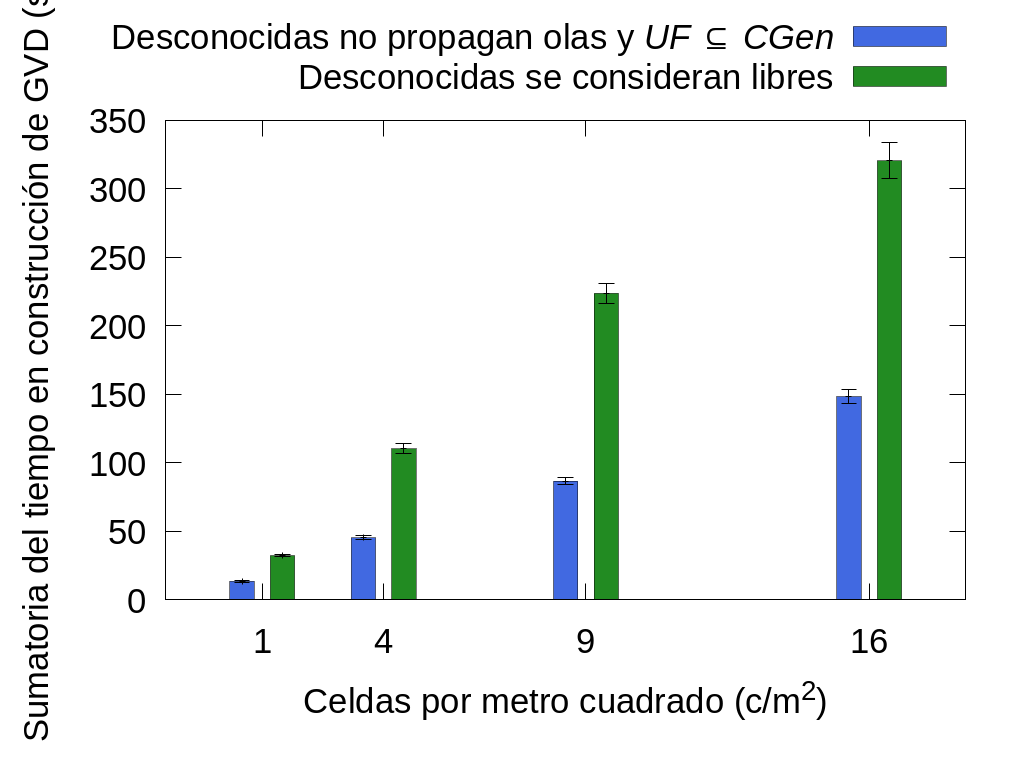 Desconocidas no propagan olas y UF ⊆ CGen
Desconocidas se consideran libres
Sumatoria del tiempo en construcción de GVD (s
350
300
250
200
150
100
50
0
1 4 9 16
Celdas por metro cuadrado (c/m²)